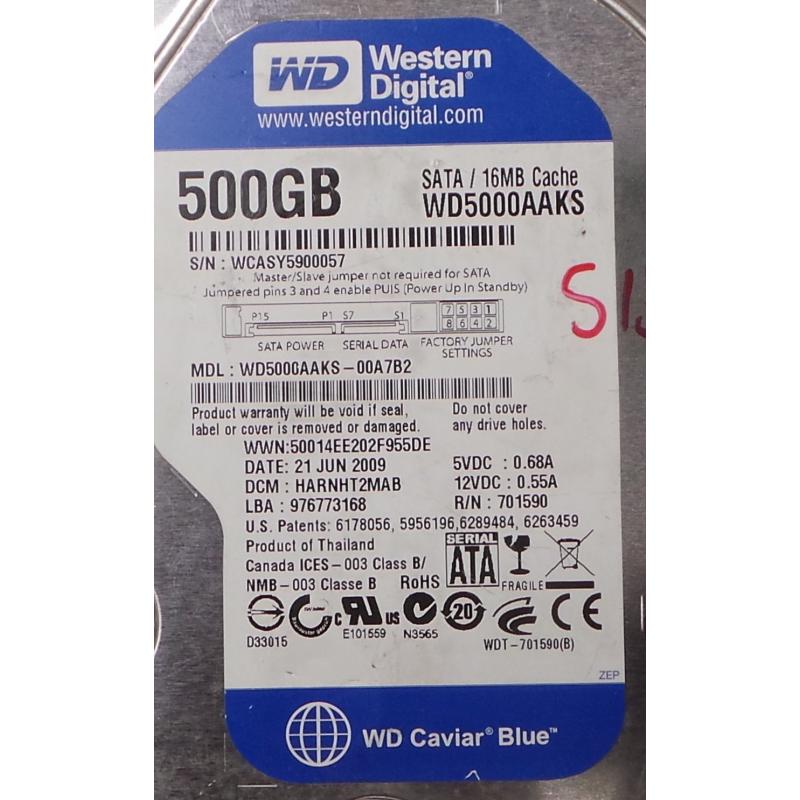 WD Western Digital®
www.westerndigital.com
500GB
SATA / 16MB Cache
WD5000AAKS
S/N : WCASY5900057
Master/Slave jumper not required for SATA
Jumpered pins 3 and 4 enable PUIS (Power Up In Standby)
P15 P1 S7 S1
7 5 3 1
8 6 4 2
SATA POWER SERIAL DATA FACTORY JUMPER SETTINGS
MDL : WD5000AAKS-00A7B2
Product warranty will be void if seal,
label or cover is removed or damaged.
Do not cover
any drive holes.
WWN:50014EE202F955DE
DATE: 21 JUN 2009
5VDC : 0.68A
DCM : HARNHT2MAB
12VDC : 0.55A
LBA : 976773168
R/N : 701590
U.S. Patents: 6178056, 5956196,6289484, 6263459
Product of Thailand
Canada ICES-003 Class B/
NMB-003 Classe B
RoHS
SERIAL
ATA
FRAGILE
D33015
c RU US
E101559
N3565
20
CE
WDT-701590(B)
ZEP
WD Caviar® Blue™